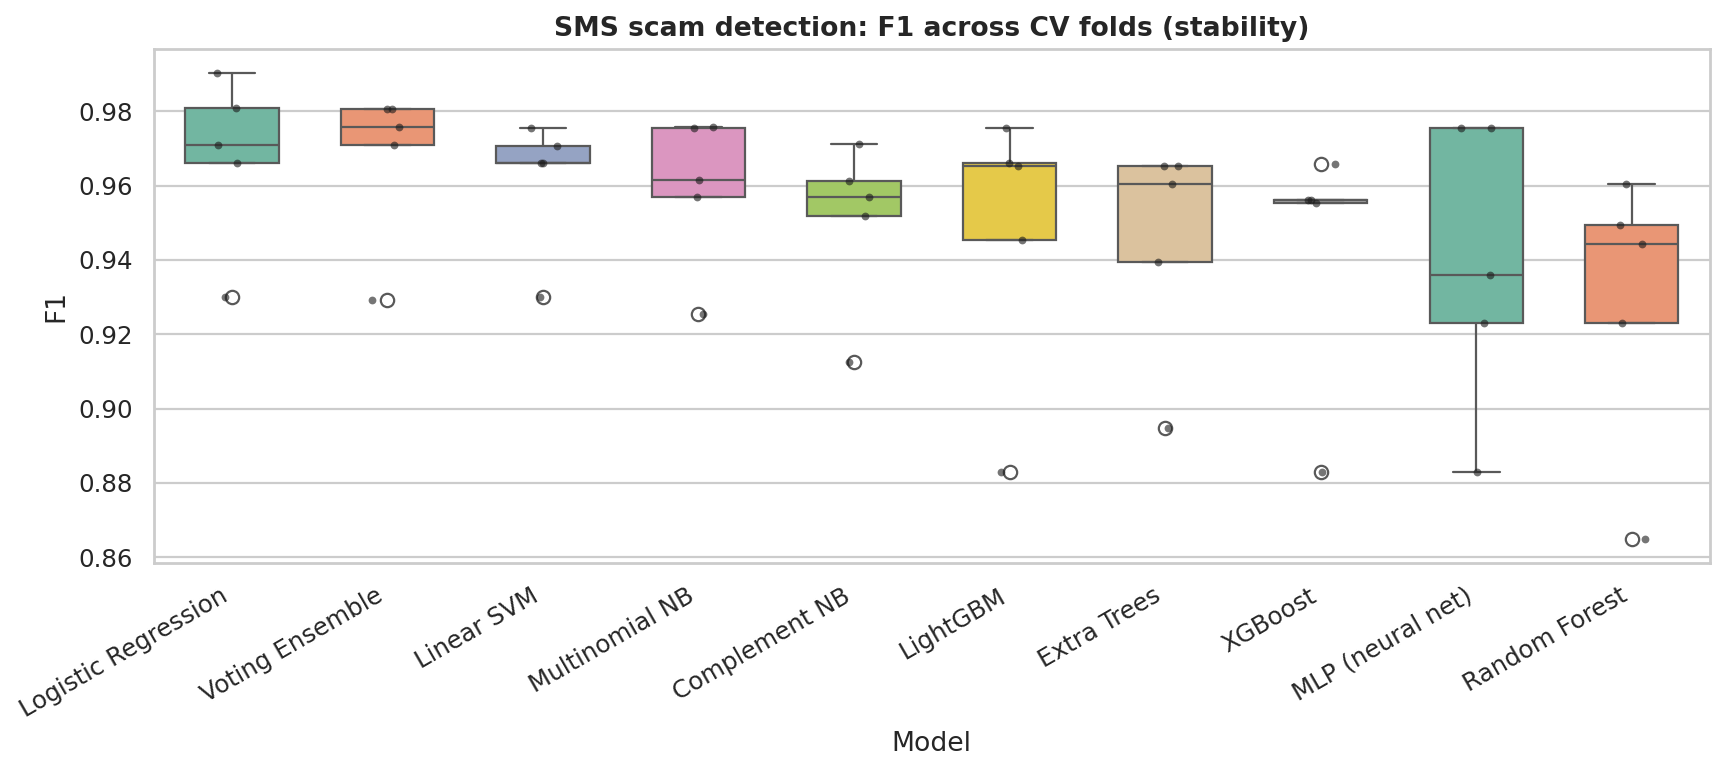 SMS scam detection: F1 across CV folds (stability)
0.98
0.96
0.94
0.92
0.90
0.88
0.86
F1
Logistic Regression
Voting Ensemble
Linear SVM
Multinomial NB
Complement NB
LightGBM
Extra Trees
XGBoost
MLP (neural net)
Random Forest
Model